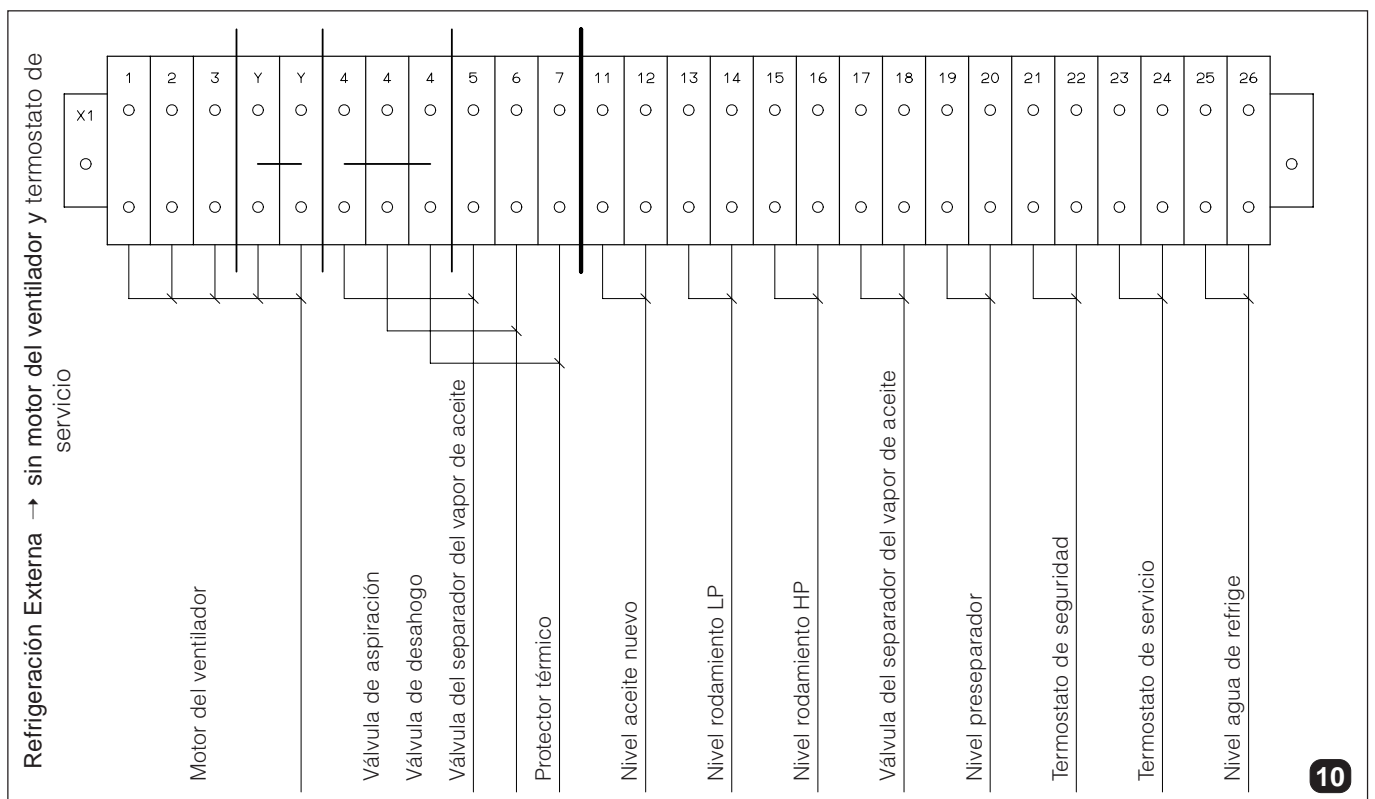 Refrigeración Externa → sin motor del ventilador y termostato de
servicio
X1
1 2 3 Y Y 4 4 4 5 6 7 11 12 13 14 15 16 17 18 19 20 21 22 23 24 25 26
Motor del ventilador
Válvula de aspiración
Válvula de desahogo
Válvula del separador del vapor de aceite
Protector térmico
Nivel aceite nuevo
Nivel rodamiento LP
Nivel rodamiento HP
Válvula del separador del vapor de aceite
Nivel preseparador
Termostato de seguridad
Termostato de servicio
Nivel agua de refrige
10